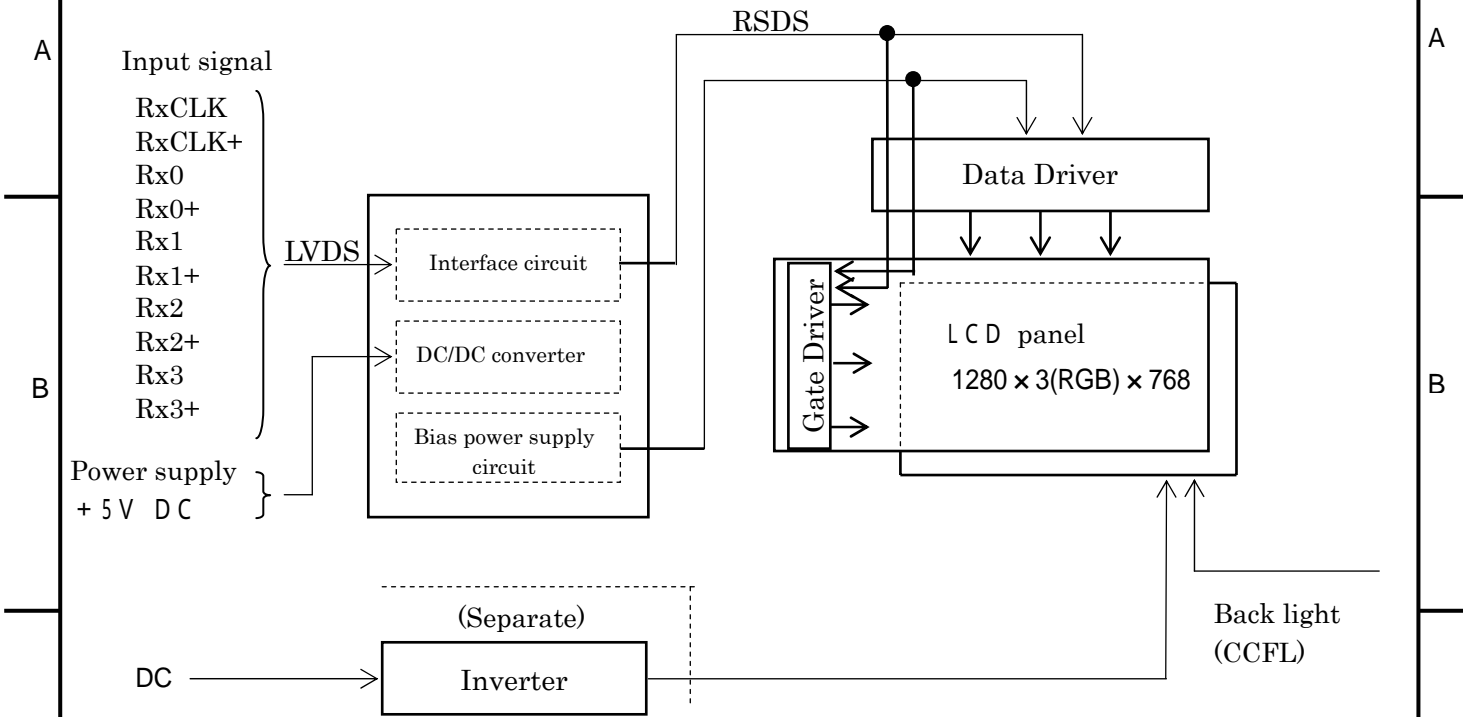 A
A
RSDS
Input signal
RxCLK
RxCLK+
Rx0
Rx0+
Rx1
Rx1+
Rx2
Rx2+
Rx3
Rx3+
LVDS
Interface circuit
DC/DC converter
Bias power supply
circuit
Data Driver
Gate Driver
LCD panel
1280×3(RGB)×768
B
B
Power supply
+5V DC
(Separate)
DC
Inverter
Back light
(CCFL)